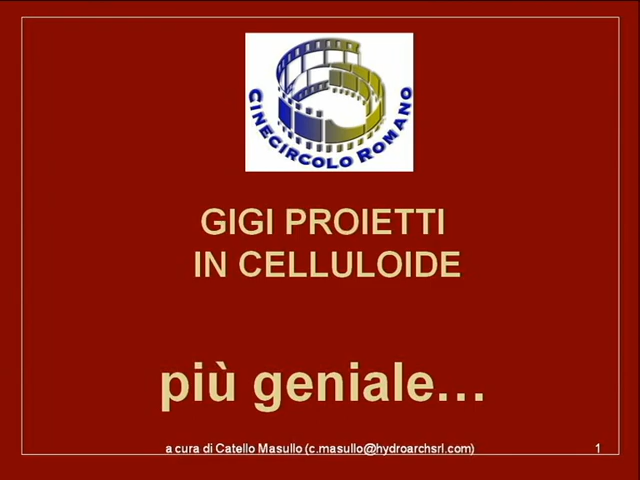 CINECIRCOLO ROMANO
GIGI PROIETTI
IN CELLULOIDE
più geniale…
a cura di Catello Masullo (c.masullo@hydroarchsrl.com)
1